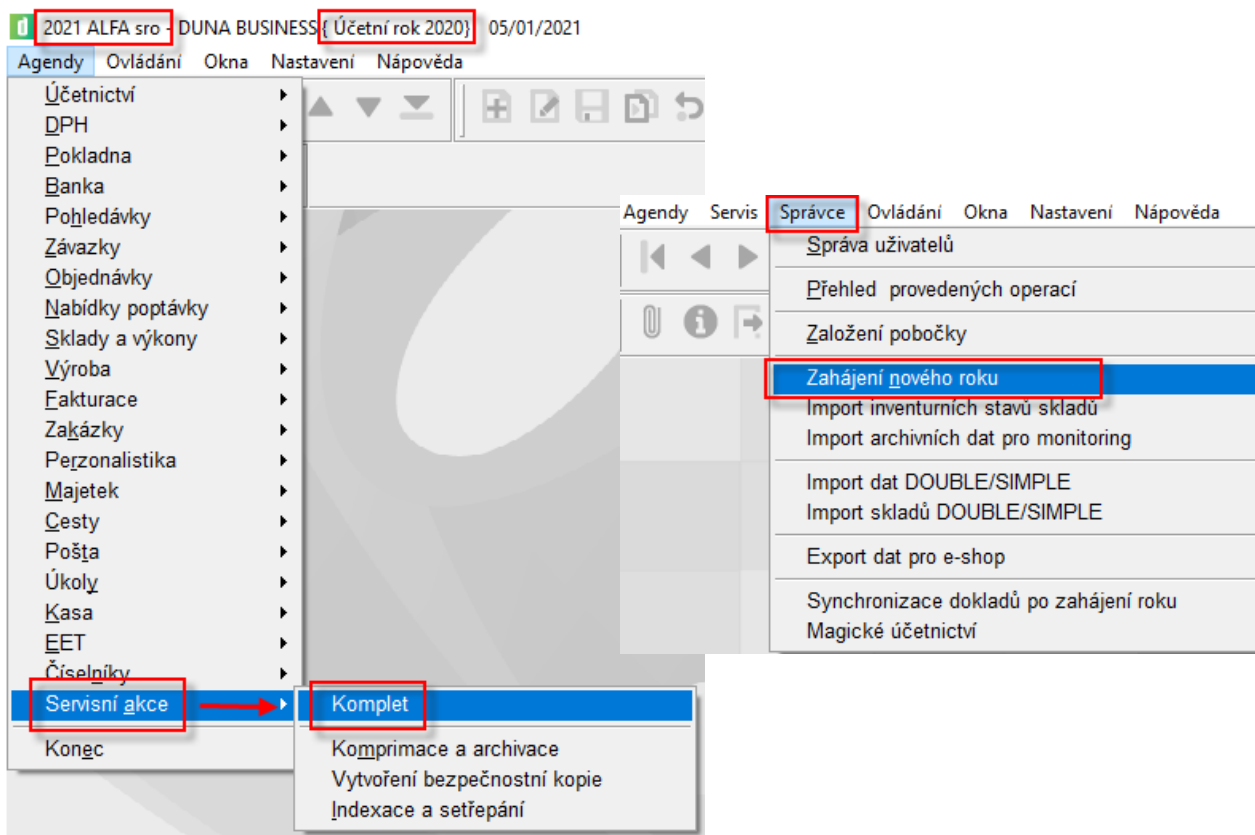 2021 ALFA sro - DUNA BUSINESS { Účetní rok 2020} 05/01/2021
Agendy Ovládání Okna Nastavení Nápověda
Účetnictví
DPH
Pokladna
Banka
Pohledávky
Závazky
Objednávky
Nabídky poptávky
Sklady a výkony
Výroba
Fakturace
Zakázky
Perzonalistika
Majetek
Cesty
Pošta
Úkoly
Kasa
EET
Číselníky
Servisní akce
Konec
Komplet
Komprimace a archivace
Vytvoření bezpečnostní kopie
Indexace a setřepání
Agendy Servis Správce Ovládání Okna Nastavení Nápověda
Správa uživatelů
Přehled provedených operací
Založení pobočky
Zahájení nového roku
Import inventurních stavů skladů
Import archivních dat pro monitoring
Import dat DOUBLE/SIMPLE
Import skladů DOUBLE/SIMPLE
Export dat pro e-shop
Synchronizace dokladů po zahájení roku
Magické účetnictví